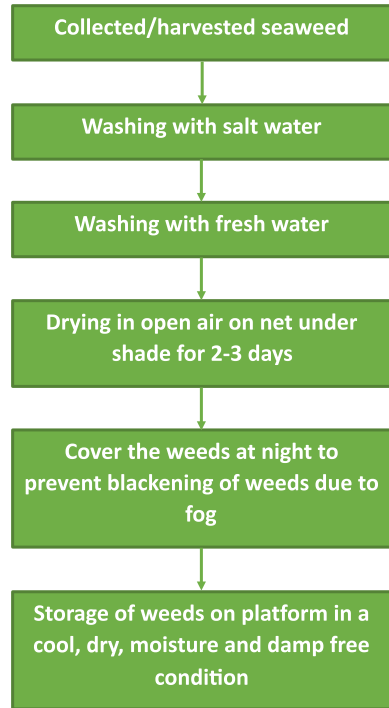 Collected/harvested seaweed
Washing with salt water
Washing with fresh water
Drying in open air on net under
shade for 2-3 days
Cover the weeds at night to
prevent blackening of weeds due to
fog
Storage of weeds on platform in a
cool, dry, moisture and damp free
condition